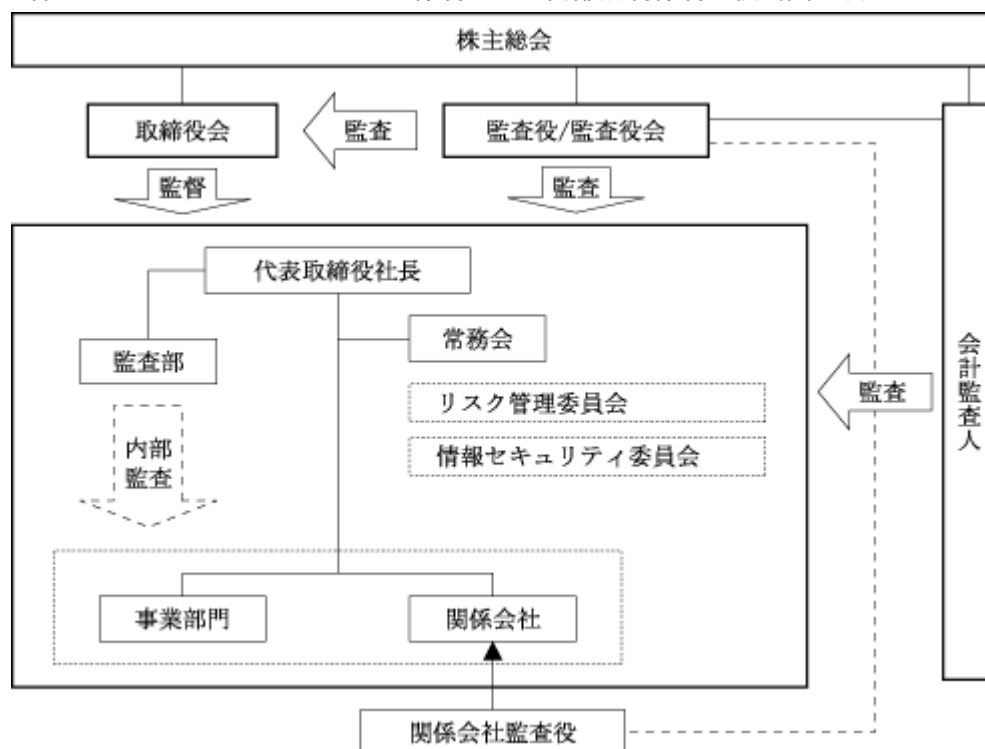 株主総会
取締役会
監査
監査役/監査役会
監督
監査
代表取締役社長
常務会
監査部
リスク管理委員会
情報セキュリティ委員会
内部
監査
監査
会計監査人
事業部門
関係会社
関係会社監査役